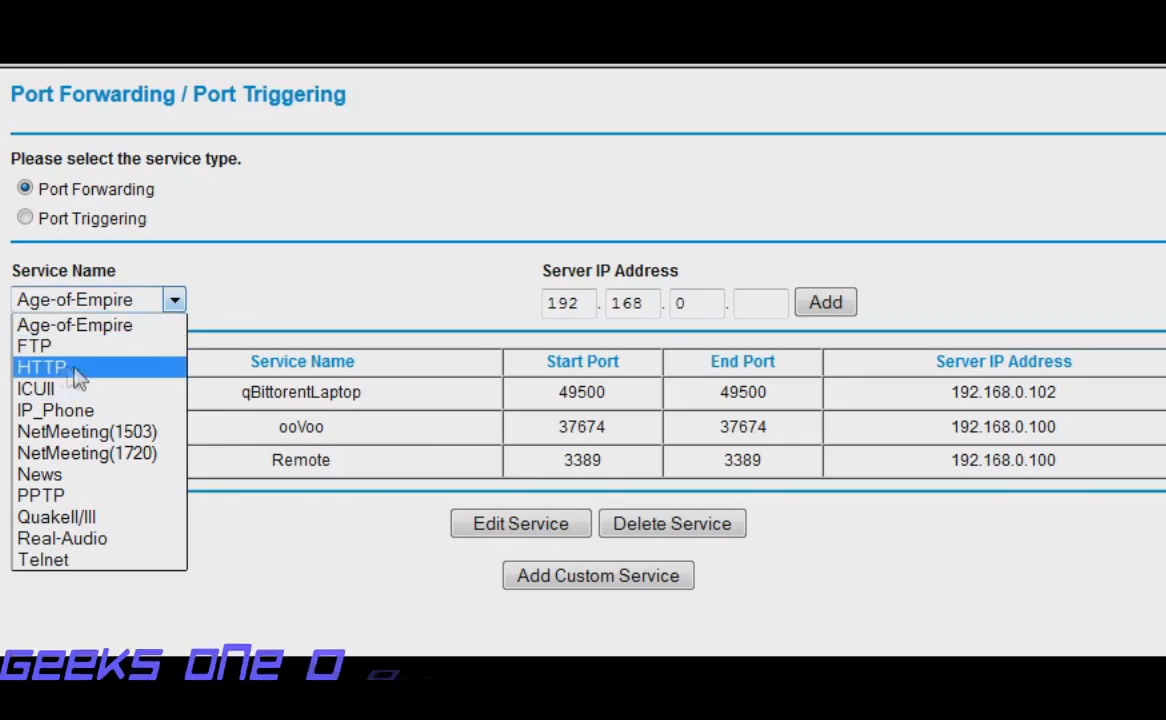 Port Forwarding / Port Triggering
Please select the service type.
Port Forwarding
Port Triggering
Service Name
Server IP Address
Age-of-Empire
192 . 168 . 0 . Add
Age-of-Empire
FTP
HTTP
ICUII
IP_Phone
NetMeeting(1503)
NetMeeting(1720)
News
PPTP
QuakeII/III
Real-Audio
Telnet
Service Name Start Port End Port Server IP Address
qBittorentLaptop 49500 49500 192.168.0.102
ooVoo 37674 37674 192.168.0.100
Remote 3389 3389 192.168.0.100
Edit Service Delete Service
Add Custom Service
GEEKS ONE O